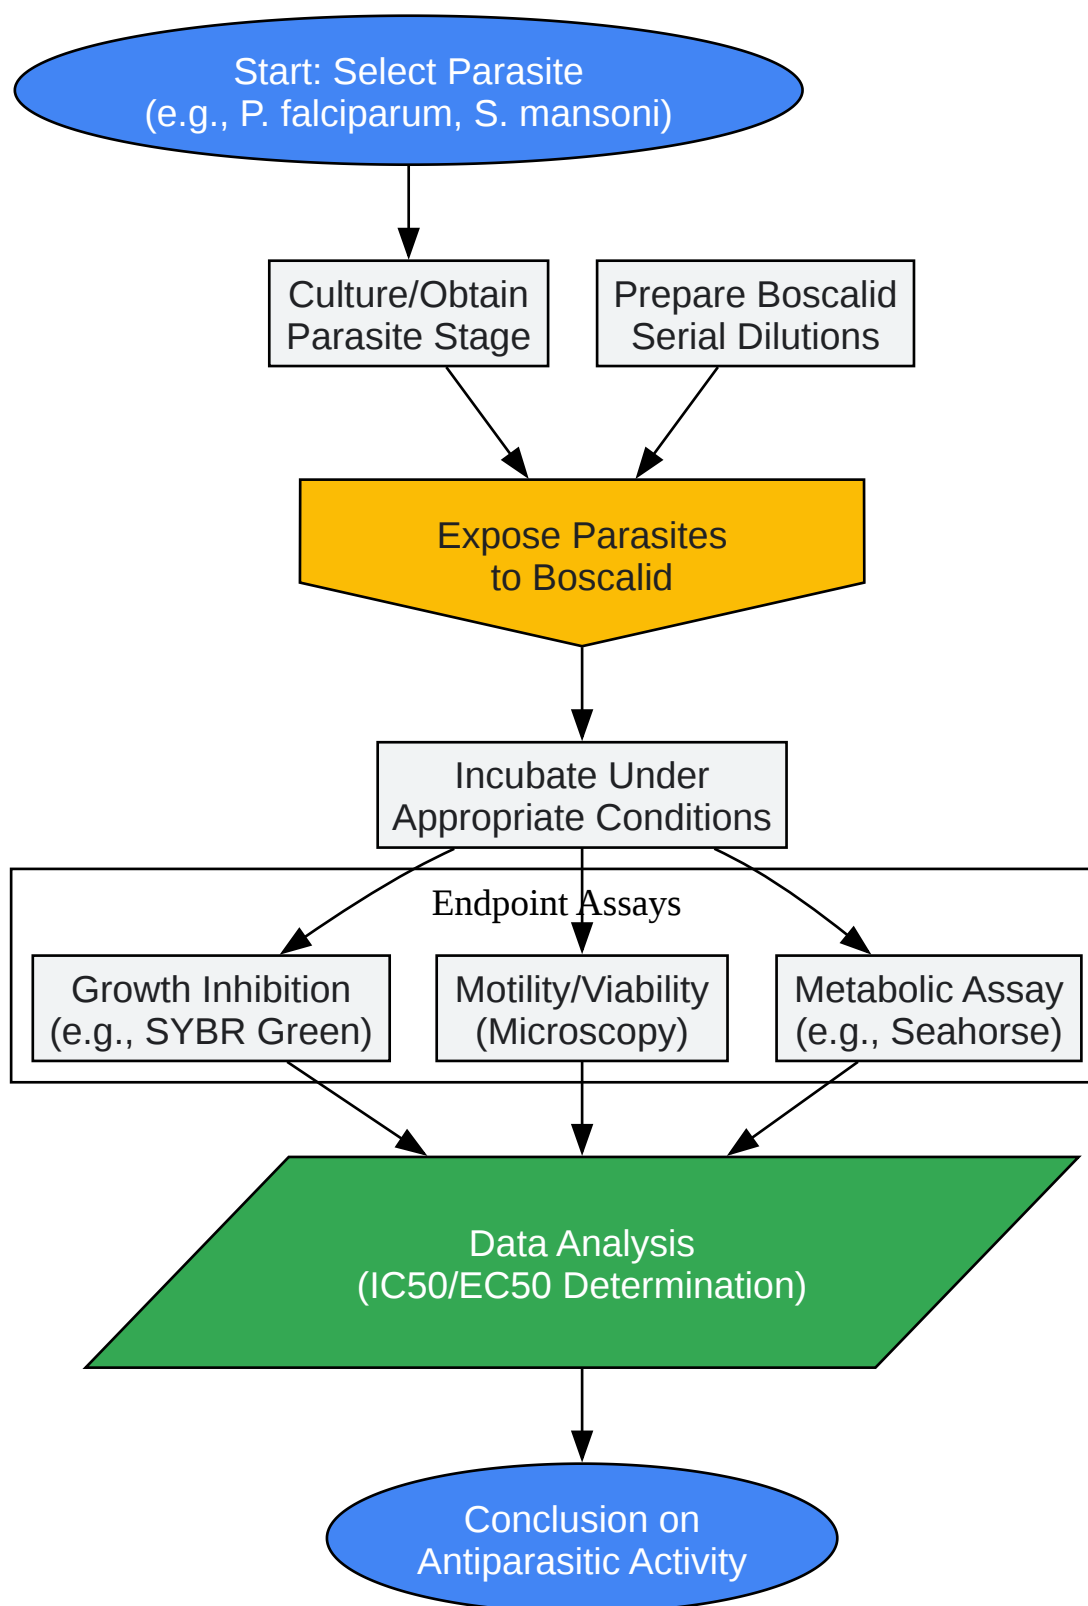 Start: Select Parasite
(e.g., P. falciparum, S. mansoni)
Culture/Obtain
Parasite Stage
Prepare Boscalid
Serial Dilutions
Expose Parasites
to Boscalid
Incubate Under
Appropriate Conditions
Endpoint Assays
Growth Inhibition
(e.g., SYBR Green)
Motility/Viability
(Microscopy)
Metabolic Assay
(e.g., Seahorse)
Data Analysis
(IC50/EC50 Determination)
Conclusion on
Antiparasitic Activity